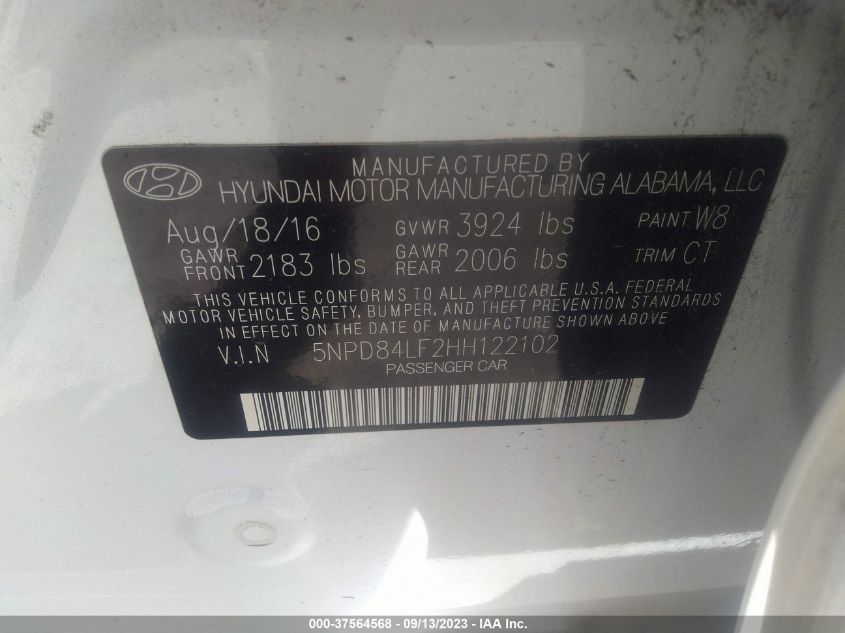 MANUFACTURED BY
HYUNDAI MOTOR MANUFACTURING ALABAMA, LLC
Aug/18/16 GVWR 3924 lbs PAINT W8
GAWR FRONT 2183 lbs GAWR REAR 2006 lbs TRIM CT
THIS VEHICLE CONFORMS TO ALL APPLICABLE U.S.A. FEDERAL
MOTOR VEHICLE SAFETY, BUMPER, AND THEFT PREVENTION STANDARDS
IN EFFECT ON THE DATE OF MANUFACTURE SHOWN ABOVE.
V.I.N 5NPD84LF2HH122102
PASSENGER CAR
000-37564568 - 09/13/2023 - IAA Inc.